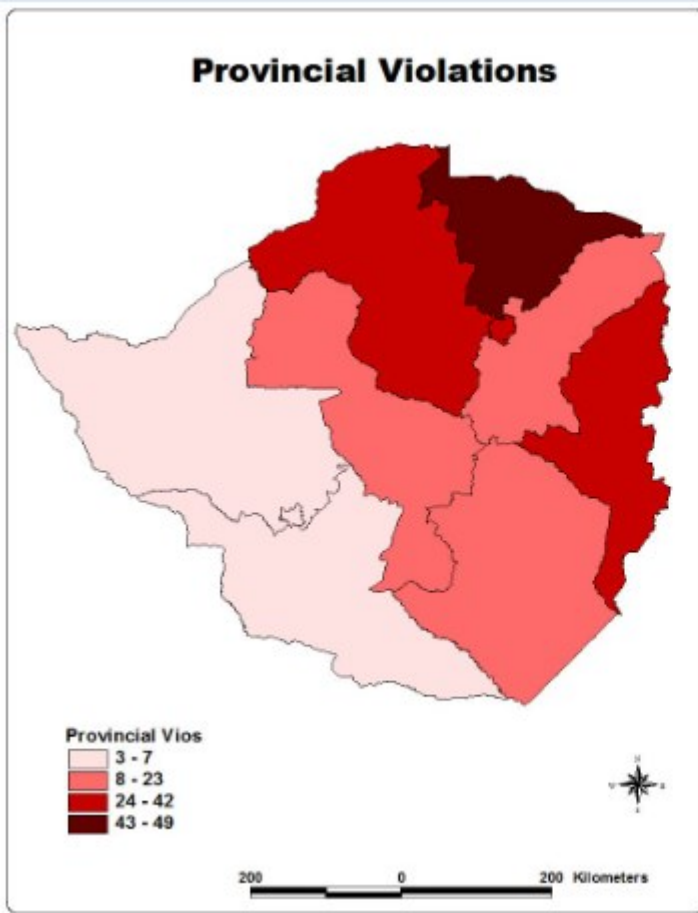 Provincial Violations
Provincial Vios
3 - 7
8 - 23
24 - 42
43 - 49
N
W
E
S
200 0 200 Kilometers